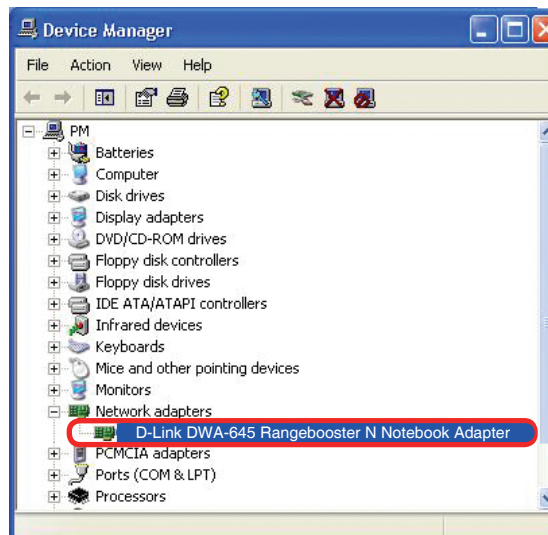 Device Manager
File Action View Help
PM
Batteries
Computer
Disk drives
Display adapters
DVD/CD-ROM drives
Floppy disk controllers
Floppy disk drives
IDE ATA/ATAPI controllers
Infrared devices
Keyboards
Mice and other pointing devices
Monitors
Network adapters
D-Link DWA-645 Rangebooster N Notebook Adapter
PCMCIA adapters
Ports (COM & LPT)
Processors